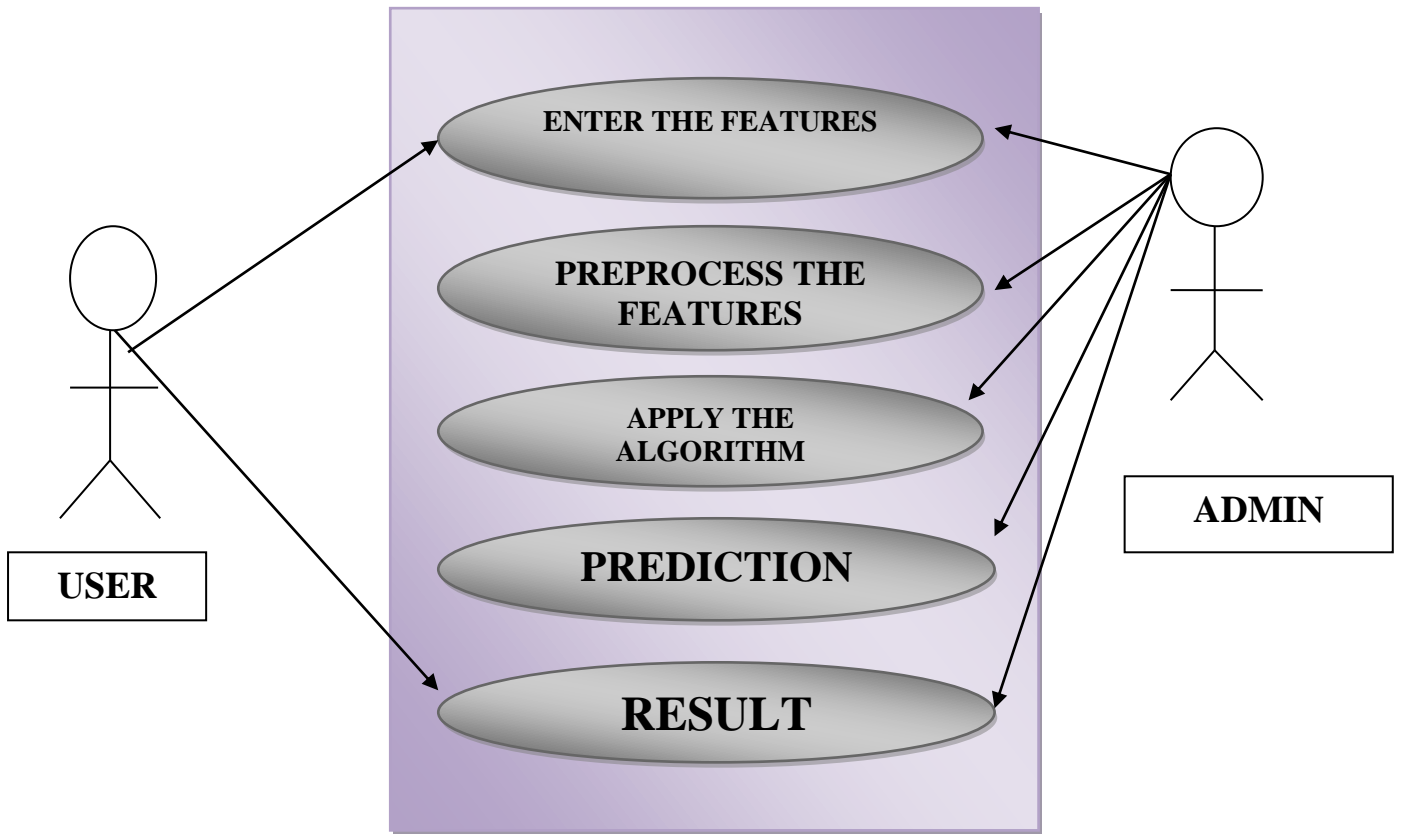 ENTER THE FEATURES
PREPROCESS THE
FEATURES
APPLY THE
ALGORITHM
ADMIN
PREDICTION
USER
RESULT